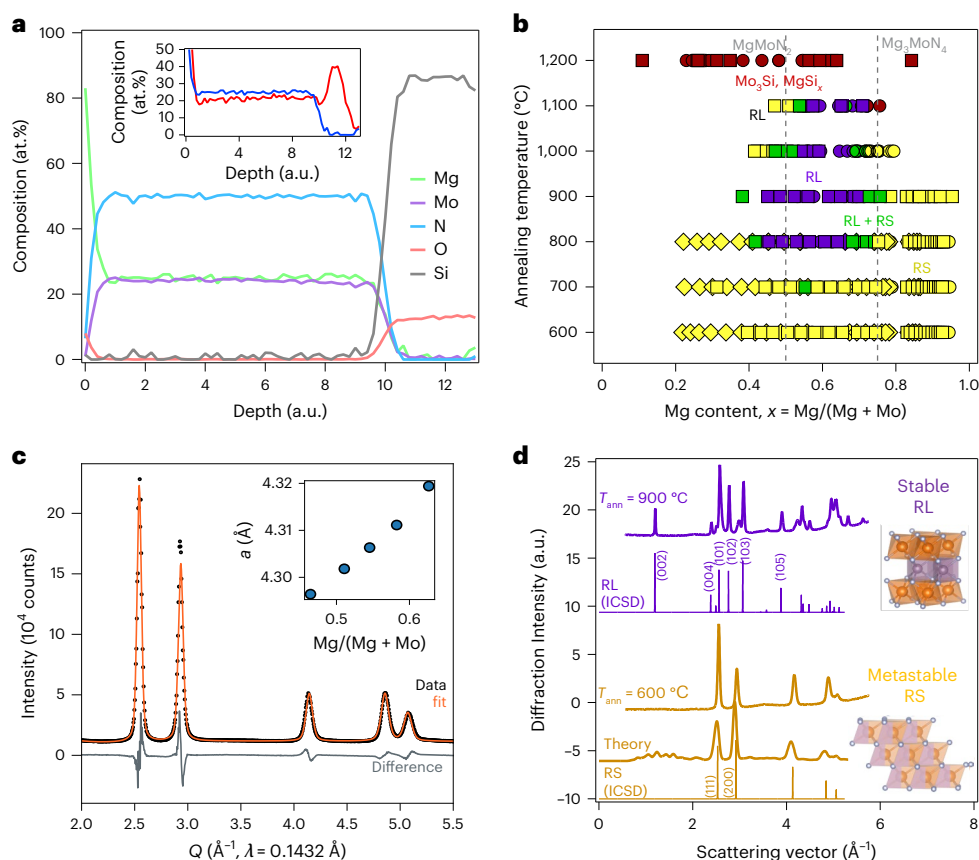 a
100
80
60
40
20
0
Composition (at.%)
0
2
4
6
8
10
12
Depth (a.u.)
50
40
30
20
10
0
Composition
(at.%)
0
3
6
9
12
Depth (a.u.)
Mg
Mo
N
O
Si
b
MgMoN₂
Mg₃MoN₄
1,200
1,100
1,000
900
800
700
600
Annealing temperature (°C)
Mo₃Si, MgSiₓ
RL
RL
RL + RS
RS
0
0.2
0.4
0.6
0.8
1.0
Mg content, x = Mg/(Mg + Mo)
c
20
15
10
5
0
Intensity (10⁴ counts)
4.32
4.31
4.30
a (Å)
0.5
0.6
Mg/(Mg + Mo)
Data
fit
Difference
2.0
2.5
3.0
3.5
4.0
4.5
5.0
5.5
Q (Å⁻¹, λ = 0.1432 Å)
d
25
20
15
10
5
0
−5
−10
Diffraction Intensity (a.u.)
Tann = 900 °C
Stable
RL
(002)
(004)
(101)
(102)
(103)
(105)
RL
(ICSD)
Tann = 600 °C
Metastable
RS
Theory
RS
(ICSD)
(111)
(200)
0
2
4
6
8
Scattering vector (Å⁻¹)